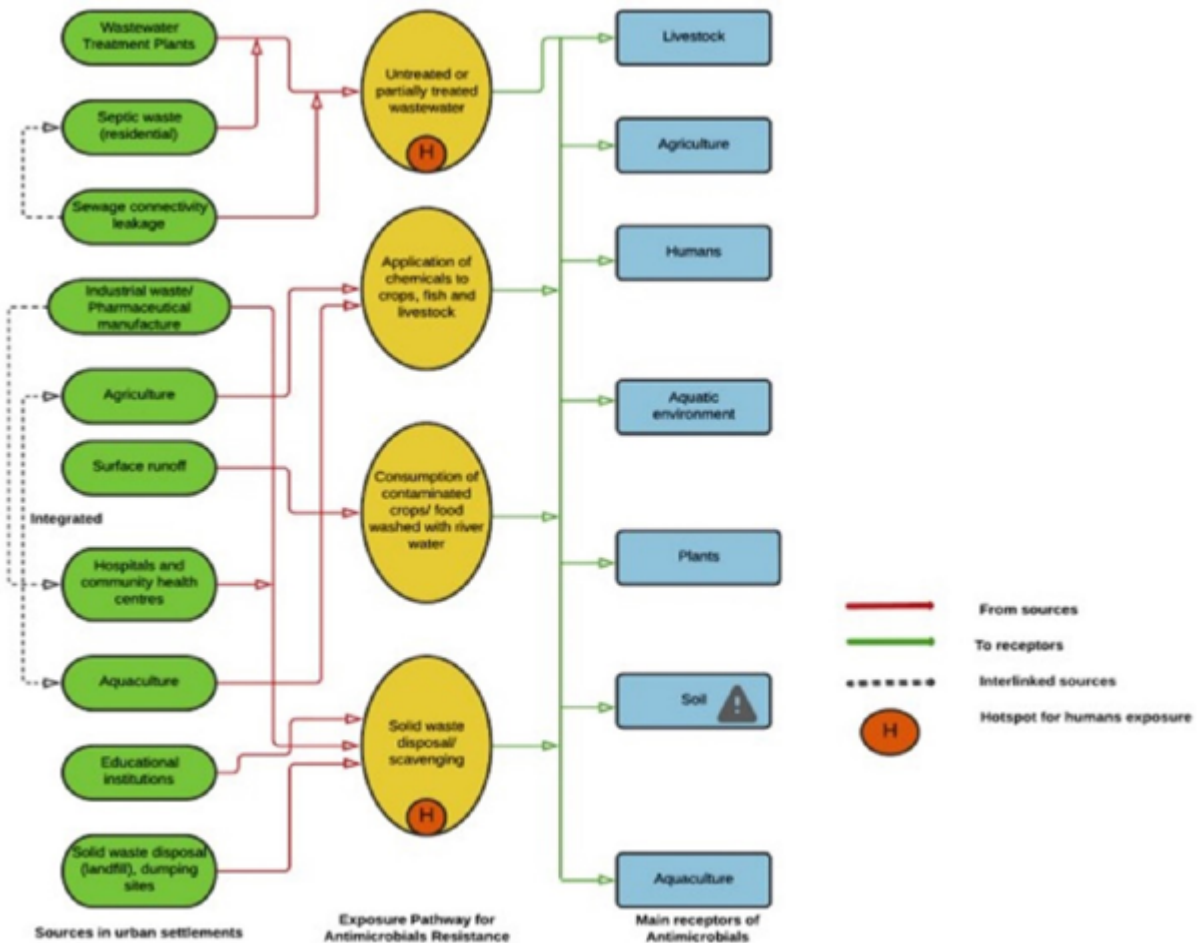 Wastewater
Treatment Plants
Septic waste
(residential)
Sewage connectivity
leakage
Industrial waste/
Pharmaceutical
manufacture
Agriculture
Surface runoff
Integrated
Hospitals and
community health
centres
Aquaculture
Educational
institutions
Solid waste disposal
(landfill), dumping
sites
Sources in urban settlements
Untreated or
partially treated
wastewater
H
Application of
chemicals to
crops, fish and
livestock
Consumption of
contaminated
crops/ food
washed with river
water
Solid waste
disposal/
scavenging
H
Exposure Pathway for
Antimicrobials Resistance
Livestock
Agriculture
Humans
Aquatic
environment
Plants
Soil
Aquaculture
Main receptors of
Antimicrobials
From sources
To receptors
Interlinked sources
H
Hotspot for humans exposure